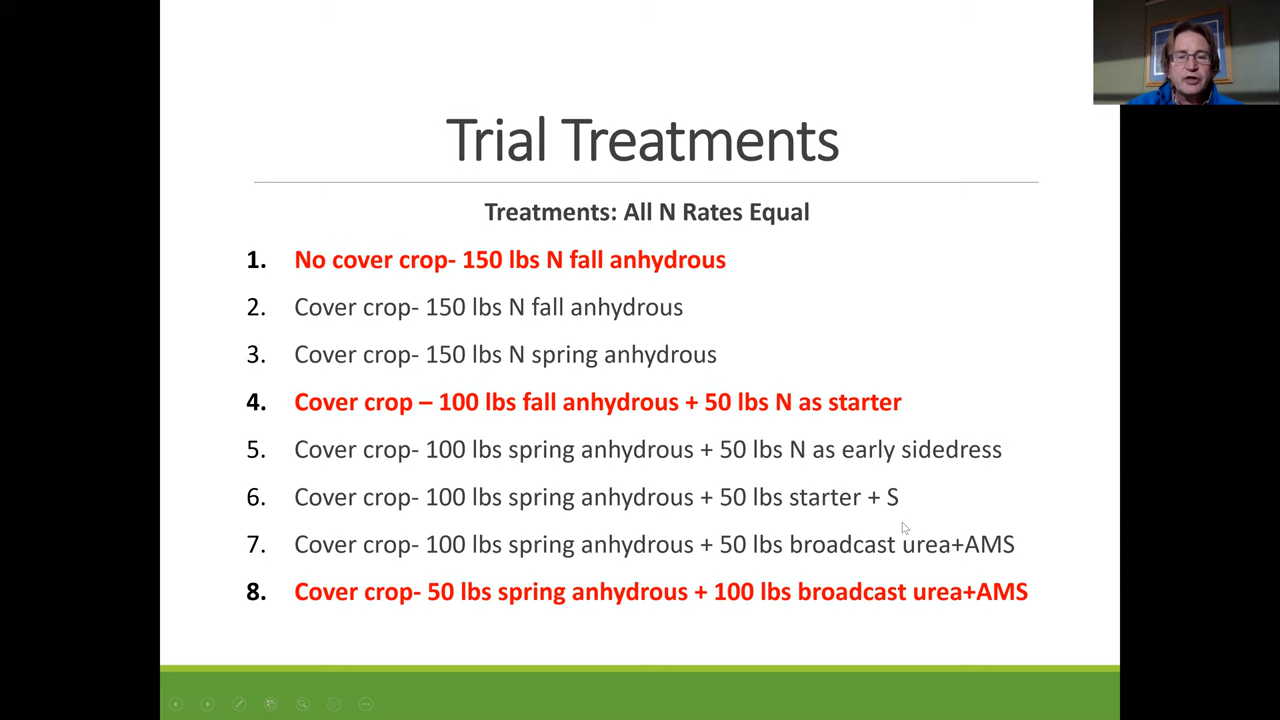 Trial Treatments
Treatments: All N Rates Equal
1. No cover crop- 150 lbs N fall anhydrous
2. Cover crop- 150 lbs N fall anhydrous
3. Cover crop- 150 lbs N spring anhydrous
4. Cover crop – 100 lbs fall anhydrous + 50 lbs N as starter
5. Cover crop- 100 lbs spring anhydrous + 50 lbs N as early sidedress
6. Cover crop- 100 lbs spring anhydrous + 50 lbs starter + S
7. Cover crop- 100 lbs spring anhydrous + 50 lbs broadcast urea+AMS
8. Cover crop- 50 lbs spring anhydrous + 100 lbs broadcast urea+AMS